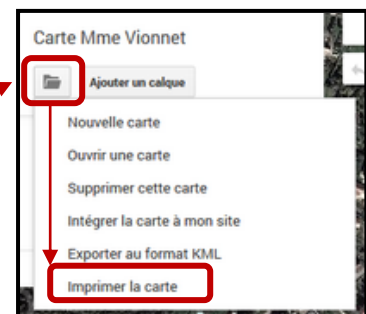 Carte Mme Vionnet
Ajouter un calque
Nouvelle carte
Ouvrir une carte
Supprimer cette carte
Intégrer la carte à mon site
Exporter au format KML
Imprimer la carte